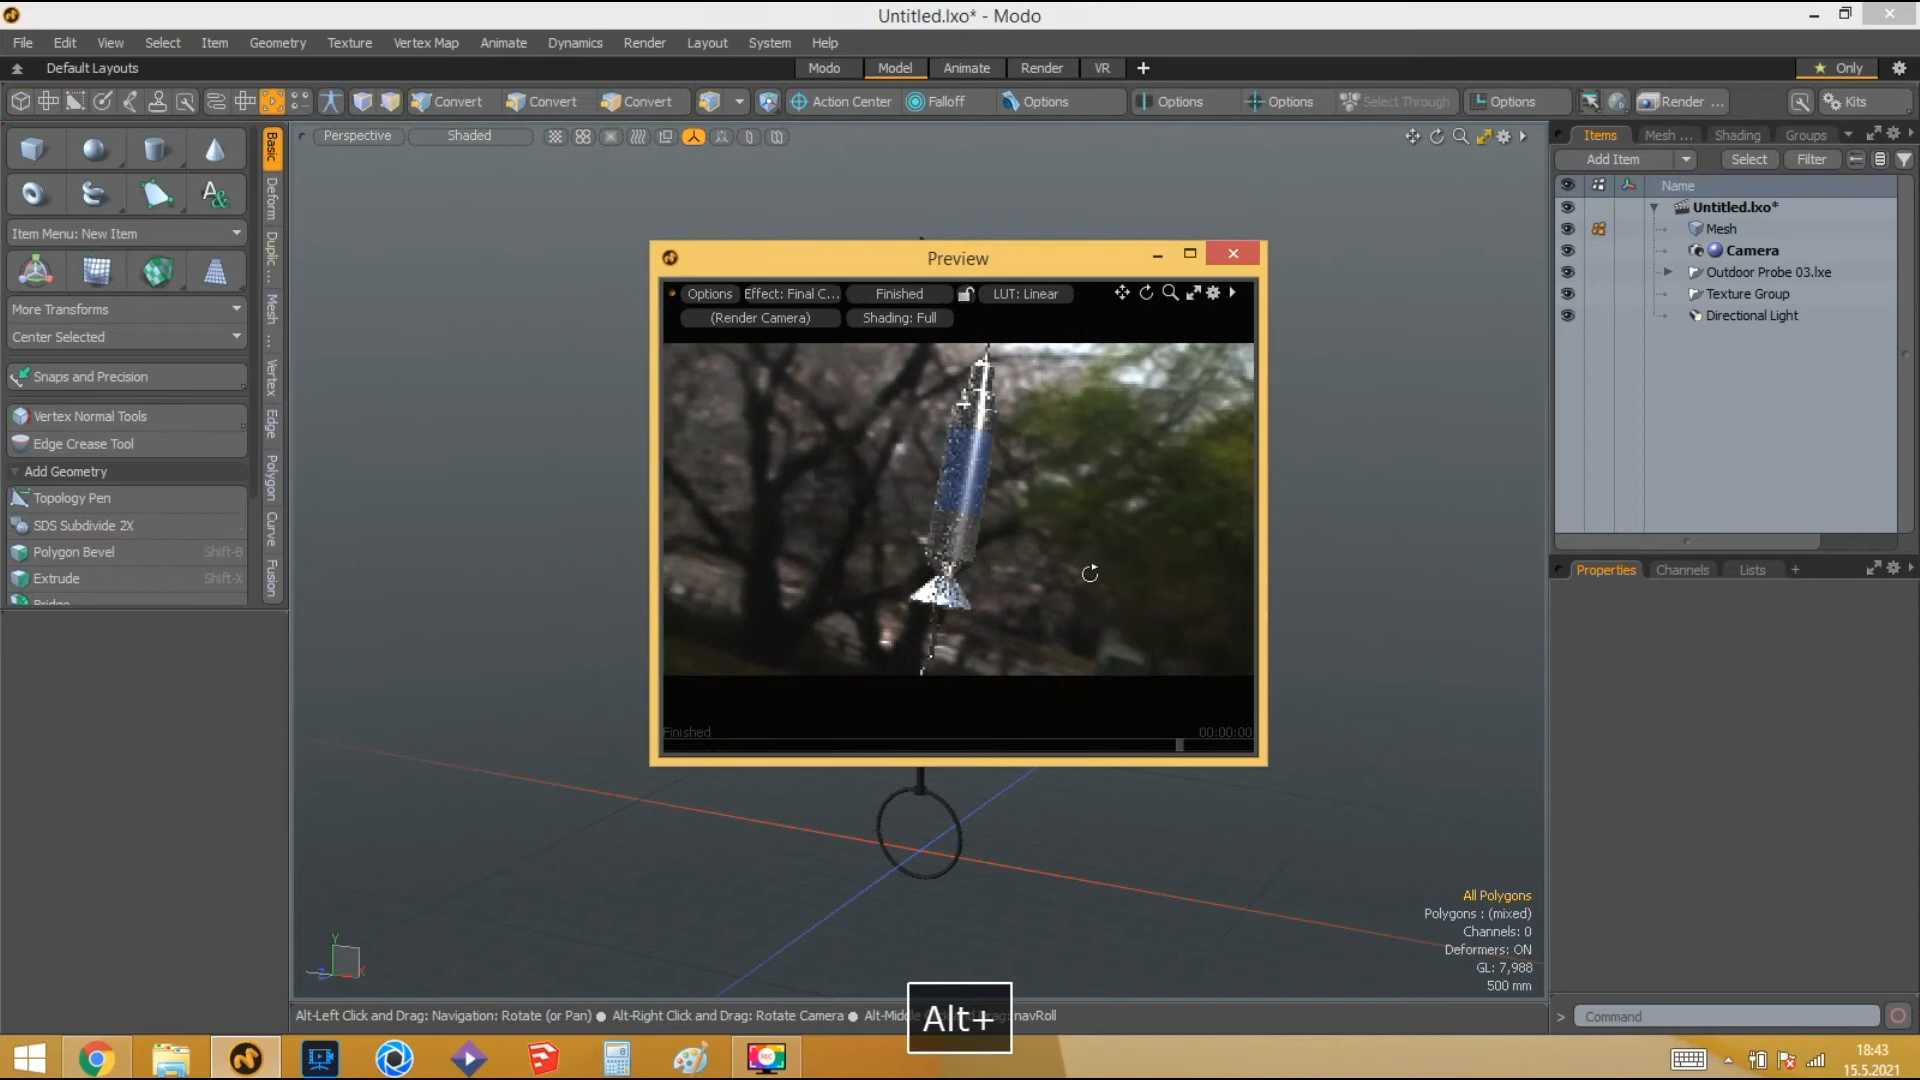 Untitled.lxo* - Modo
File Edit View Select Item Geometry Texture Vertex Map Animate Dynamics Render Layout System Help
Default Layouts Modo Model Animate Render VR Only
Convert Convert Convert Action Center Falloff Options Options Options Select Through Options Render ... Kits
Perspective Shaded
Items Mesh ... Shading Groups
Add Item Select Filter
Name
Untitled.lxo*
Mesh
Camera
Outdoor Probe 03.lxe
Texture Group
Directional Light
Item Menu: New Item
More Transforms
Center Selected
Snaps and Precision
Vertex Normal Tools
Edge Crease Tool
Add Geometry
Topology Pen
SDS Subdivide 2X
Polygon Bevel Shift-B
Extrude Shift-X
Bridge
Basic
Deform
Duplic ...
Mesh ...
Vertex
Edge
Polygon
Curve
Fusion
Preview
Options Effect: Final C... Finished LUT: Linear
(Render Camera) Shading: Full
Finished 00:00:00
Properties Channels Lists +
All Polygons
Polygons : (mixed)
Channels: 0
Deformers: ON
GL: 7,988
500 mm
Y
X
Z
Alt-Left Click and Drag: Navigation: Rotate (or Pan) ● Alt-Right Click and Drag: Rotate Camera ● Alt-Middle navRoll
Alt+
> Command
REC
18:43
15.5.2021